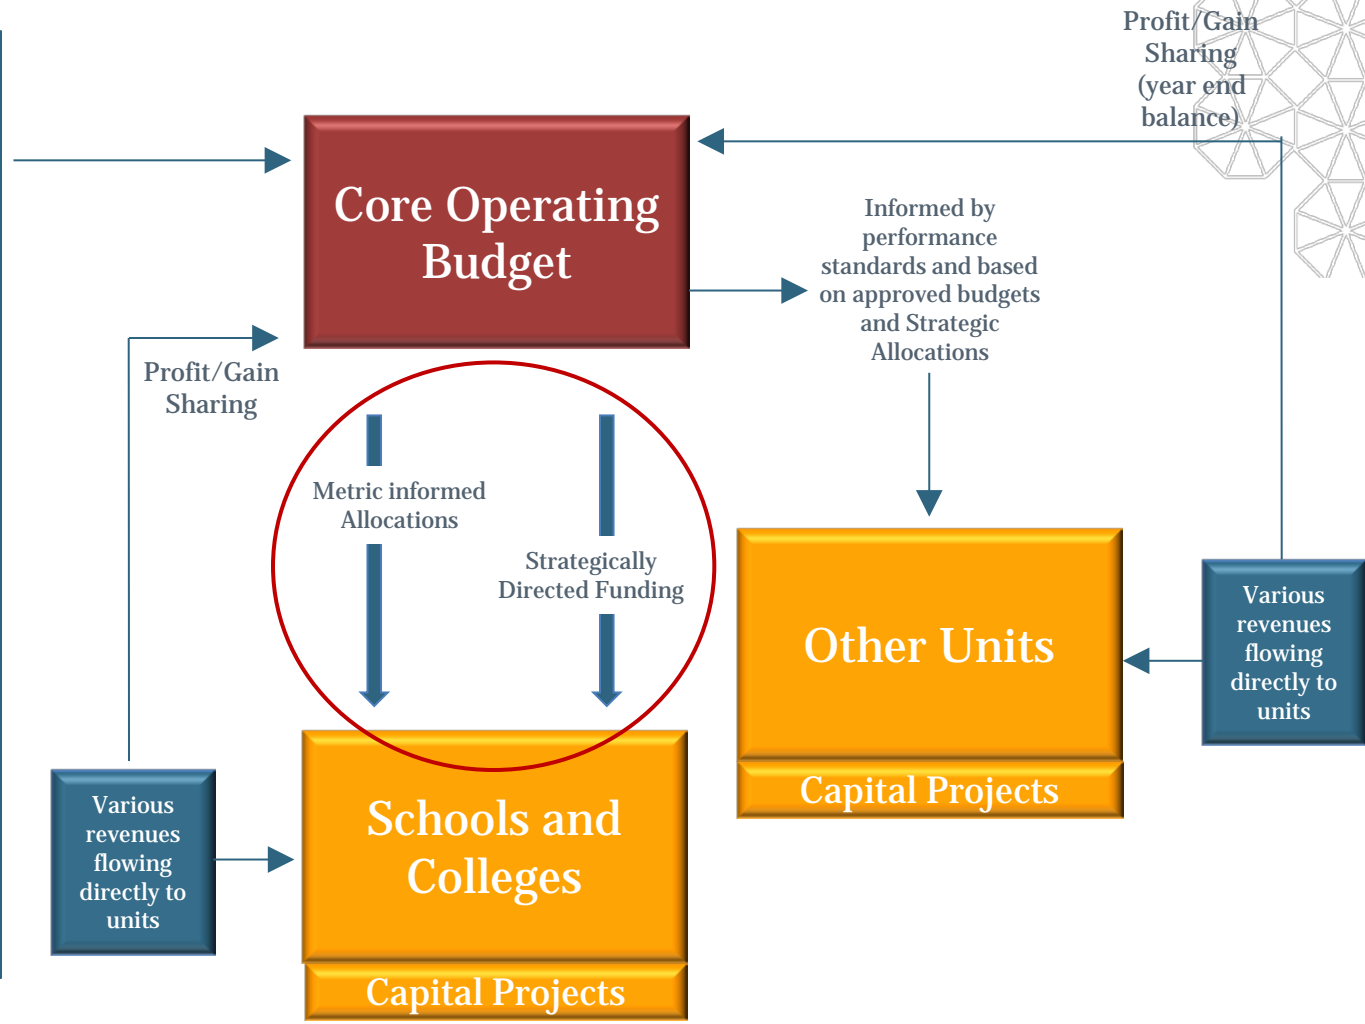 Profit/Gain
Sharing
(year end
balance)
Core Operating
Budget
Informed by
performance
standards and based
on approved budgets
and Strategic
Allocations
Profit/Gain
Sharing
Metric informed
Allocations
Strategically
Directed Funding
Other Units
Capital Projects
Various
revenues
flowing
directly to
units
Various
revenues
flowing
directly to
units
Schools and
Colleges
Capital Projects